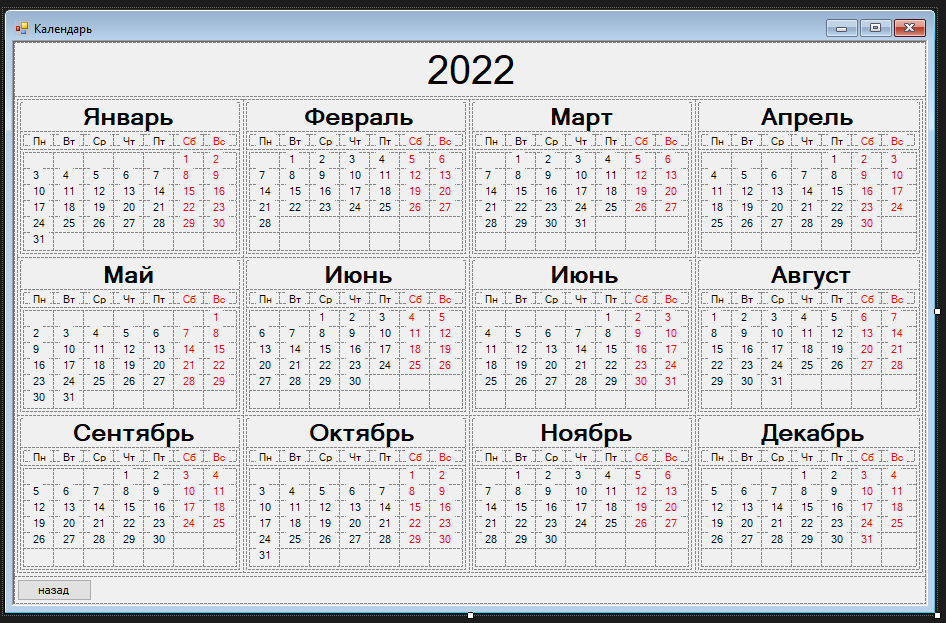 Календарь
2022
Январь
Пн Вт Ср Чт Пт Сб Вс
1 2
3 4 5 6 7 8 9
10 11 12 13 14 15 16
17 18 19 20 21 22 23
24 25 26 27 28 29 30
31
Февраль
Пн Вт Ср Чт Пт Сб Вс
1 2 3 4 5 6
7 8 9 10 11 12 13
14 15 16 17 18 19 20
21 22 23 24 25 26 27
28
Март
Пн Вт Ср Чт Пт Сб Вс
1 2 3 4 5 6
7 8 9 10 11 12 13
14 15 16 17 18 19 20
21 22 23 24 25 26 27
28 29 30 31
Апрель
Пн Вт Ср Чт Пт Сб Вс
1 2 3
4 5 6 7 8 9 10
11 12 13 14 15 16 17
18 19 20 21 22 23 24
25 26 27 28 29 30
Май
Пн Вт Ср Чт Пт Сб Вс
1
2 3 4 5 6 7 8
9 10 11 12 13 14 15
16 17 18 19 20 21 22
23 24 25 26 27 28 29
30 31
Июнь
Пн Вт Ср Чт Пт Сб Вс
1 2 3 4 5
6 7 8 9 10 11 12
13 14 15 16 17 18 19
20 21 22 23 24 25 26
27 28 29 30
Июнь
Пн Вт Ср Чт Пт Сб Вс
1 2 3
4 5 6 7 8 9 10
11 12 13 14 15 16 17
18 19 20 21 22 23 24
25 26 27 28 29 30 31
Август
Пн Вт Ср Чт Пт Сб Вс
1 2 3 4 5 6 7
8 9 10 11 12 13 14
15 16 17 18 19 20 21
22 23 24 25 26 27 28
29 30 31
Сентябрь
Пн Вт Ср Чт Пт Сб Вс
1 2 3 4
5 6 7 8 9 10 11
12 13 14 15 16 17 18
19 20 21 22 23 24 25
26 27 28 29 30
Октябрь
Пн Вт Ср Чт Пт Сб Вс
1 2
3 4 5 6 7 8 9
10 11 12 13 14 15 16
17 18 19 20 21 22 23
24 25 26 27 28 29 30
31
Ноябрь
Пн Вт Ср Чт Пт Сб Вс
1 2 3 4 5 6
7 8 9 10 11 12 13
14 15 16 17 18 19 20
21 22 23 24 25 26 27
28 29 30
Декабрь
Пн Вт Ср Чт Пт Сб Вс
1 2 3 4
5 6 7 8 9 10 11
12 13 14 15 16 17 18
19 20 21 22 23 24 25
26 27 28 29 30 31
назад